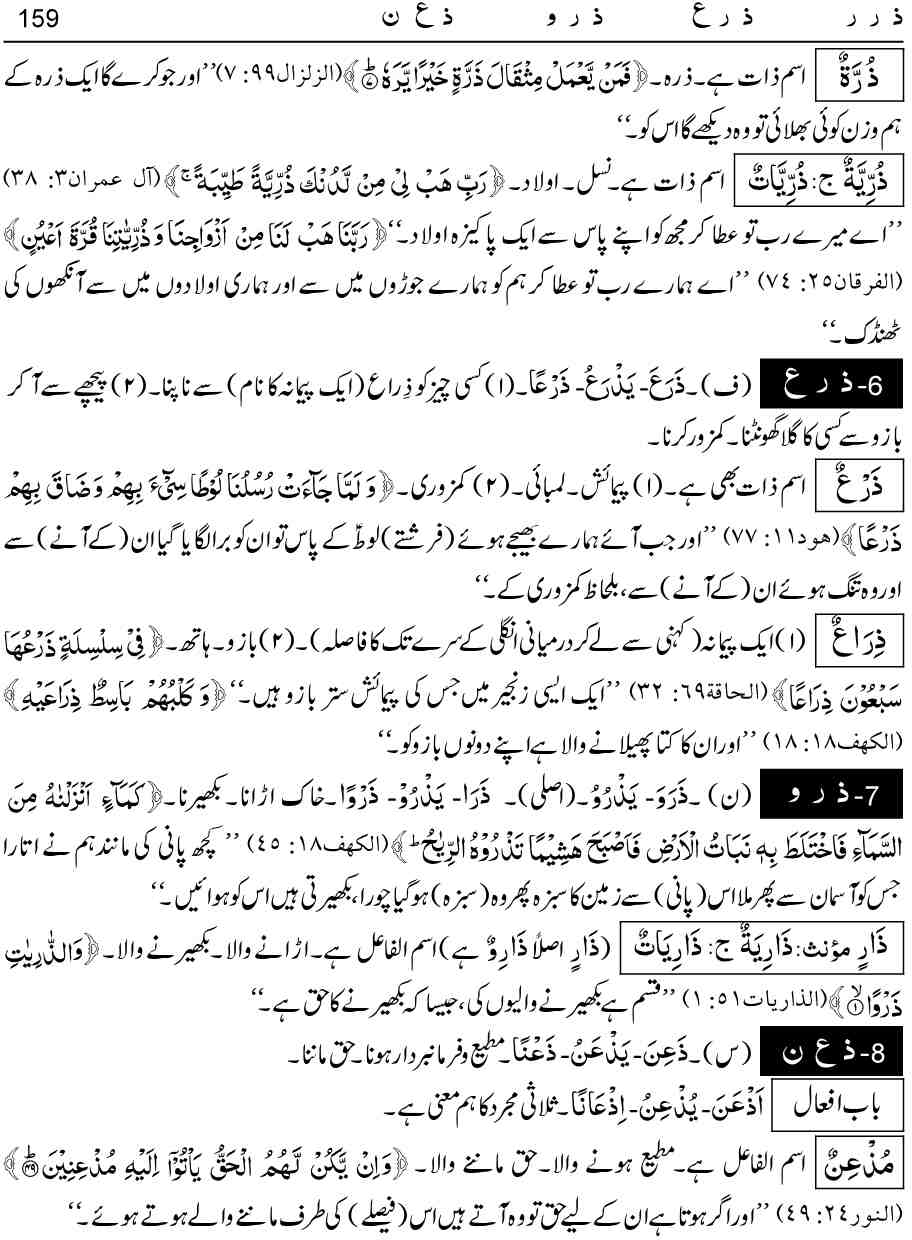 ذ ر ر ذ ر ع ذ ر و ذ ع ن 159
ذُرَّةٌ اسم ذات ہے۔ ذرہ۔ ﴿فَمَنْ يَّعْمَلْ مِثْقَالَ ذَرَّةٍ خَيْرًا يَّرَهٗ ؕ۷﴾ (الزلزال۹۹: ۷) ’’اور جو کرے گا ایک ذرہ کے
ہم وزن کوئی بھلائی تو وہ دیکھے گا اس کو۔‘‘
ذُرِّيَّةٌ ج: ذُرِّيَّاتٌ اسم ذات ہے۔ نسل۔ اولاد۔ ﴿رَبِّ هَبْ لِىْ مِنْ لَّدُنْكَ ذُرِّيَّةً طَيِّبَةً ۚ﴾ (آل عمران۳: ۳۸)
’’اے میرے رب تو عطا کر مجھ کو اپنے پاس سے ایک پاکیزہ اولاد۔‘‘ ﴿رَبَّنَا هَبْ لَنَا مِنْ اَزْوَاجِنَا وَذُرِّيّٰتِنَا قُرَّةَ اَعْيُنٍ﴾
(الفرقان۲۵: ۷۴) ’’اے ہمارے رب تو عطا کر ہم کو ہمارے جوڑوں میں سے اور ہماری اولادوں میں سے آنکھوں کی
ٹھنڈک۔‘‘
6- ذ ر ع (ف)۔ ذَرَعَ۔ يَذْرَعُ۔ ذَرْعًا۔ (۱) کسی چیز کو ذِراع (ایک پیمانہ کا نام) سے ناپنا۔ (۲) پیچھے سے آ کر
بازو سے کسی کا گلا گھونٹنا۔ کمزور کرنا۔
ذَرْعٌ اسم ذات بھی ہے۔ (۱) پیمائش۔ لمبائی۔ (۲) کمزوری۔ ﴿وَلَمَّا جَآءَتْ رُسُلُنَا لُوْطًا سِىْٓءَ بِهِمْ وَضَاقَ بِهِمْ
ذَرْعًا﴾ (هود۱۱: ۷۷) ’’اور جب آئے ہمارے بھیجے ہوئے (فرشتے) لوطؑ کے پاس تو ان کو برا لگا یا گیا ان (کے آنے) سے
اور وہ تنگ ہوئے ان (کے آنے) سے، بلحاظ کمزوری کے۔‘‘
ذِرَاعٌ (۱) ایک پیمانہ (کہنی سے لے کر درمیانی انگلی کے سرے تک کا فاصلہ)۔ (۲) بازو۔ ہاتھ۔ ﴿فِىْ سِلْسِلَةٍ ذَرْعُهَا
سَبْعُوْنَ ذِرَاعًا﴾ (الحاقة۶۹: ۳۲) ’’ایک ایسی زنجیر میں جس کی پیمائش ستر بازو ہیں۔‘‘ ﴿وَكَلْبُهُمْ بَاسِطٌ ذِرَاعَيْهِ﴾
(الكهف۱۸: ۱۸) ’’اور ان کا کتا پھیلانے والا ہے اپنے دونوں بازو کو۔‘‘
7- ذ ر و (ن)۔ ذَرَوَ۔ يَذْرُوُ۔ (اصلی)۔ ذَرَا۔ يَذْرُوْ۔ ذَرْوًا۔ خاک اڑانا۔ بکھیرنا۔ ﴿كَمَآءٍ اَنْزَلْنٰهُ مِنَ
السَّمَآءِ فَاخْتَلَطَ بِهٖ نَبَاتُ الْاَرْضِ فَاَصْبَحَ هَشِيْمًا تَذْرُوْهُ الرِّيٰحُ ؕ﴾ (الكهف۱۸: ۴۵) ’’کچھ پانی کی مانند ہم نے اتارا
جس کو آسمان سے پھر ملا اس (پانی) سے زمین کا سبزہ پھر وہ (سبزہ) ہو گیا چورا، بکھیرتی ہیں اس کو ہوائیں۔‘‘
ذَارٍ مؤنث: ذَارِيَةٌ ج: ذَارِيَاتٌ (ذَارٍ اصلاً ذَارِوٌ ہے) اسم الفاعل ہے۔ اڑانے والا۔ بکھیرنے والا۔ ﴿وَالذّٰرِيٰتِ
ذَرْوًا ۙ۱﴾ (الذاريات۵۱: ۱) ’’قسم ہے بکھیرنے والیوں کی، جیسا کہ بکھیرنے کا حق ہے۔‘‘
8- ذ ع ن (س)۔ ذَعِنَ۔ يَذْعَنُ۔ ذَعْنًا۔ مطیع و فرمانبردار ہونا۔ حق ماننا۔
باب افعال اَذْعَنَ۔ يُذْعِنُ۔ اِذْعَانًا۔ ثلاثی مجرد کا ہم معنی ہے۔
مُذْعِنٌ اسم الفاعل ہے۔ مطیع ہونے والا۔ حق ماننے والا۔ ﴿وَاِنْ يَّكُنْ لَّهُمُ الْحَقُّ يَاْتُوْٓا اِلَيْهِ مُذْعِنِيْنَ ؕ۴۹﴾
(النور۲۴: ۴۹) ’’اور اگر ہوتا ہے ان کے لیے حق تو وہ آتے ہیں اس (فیصلے) کی طرف ماننے والے ہوتے ہوئے۔‘‘